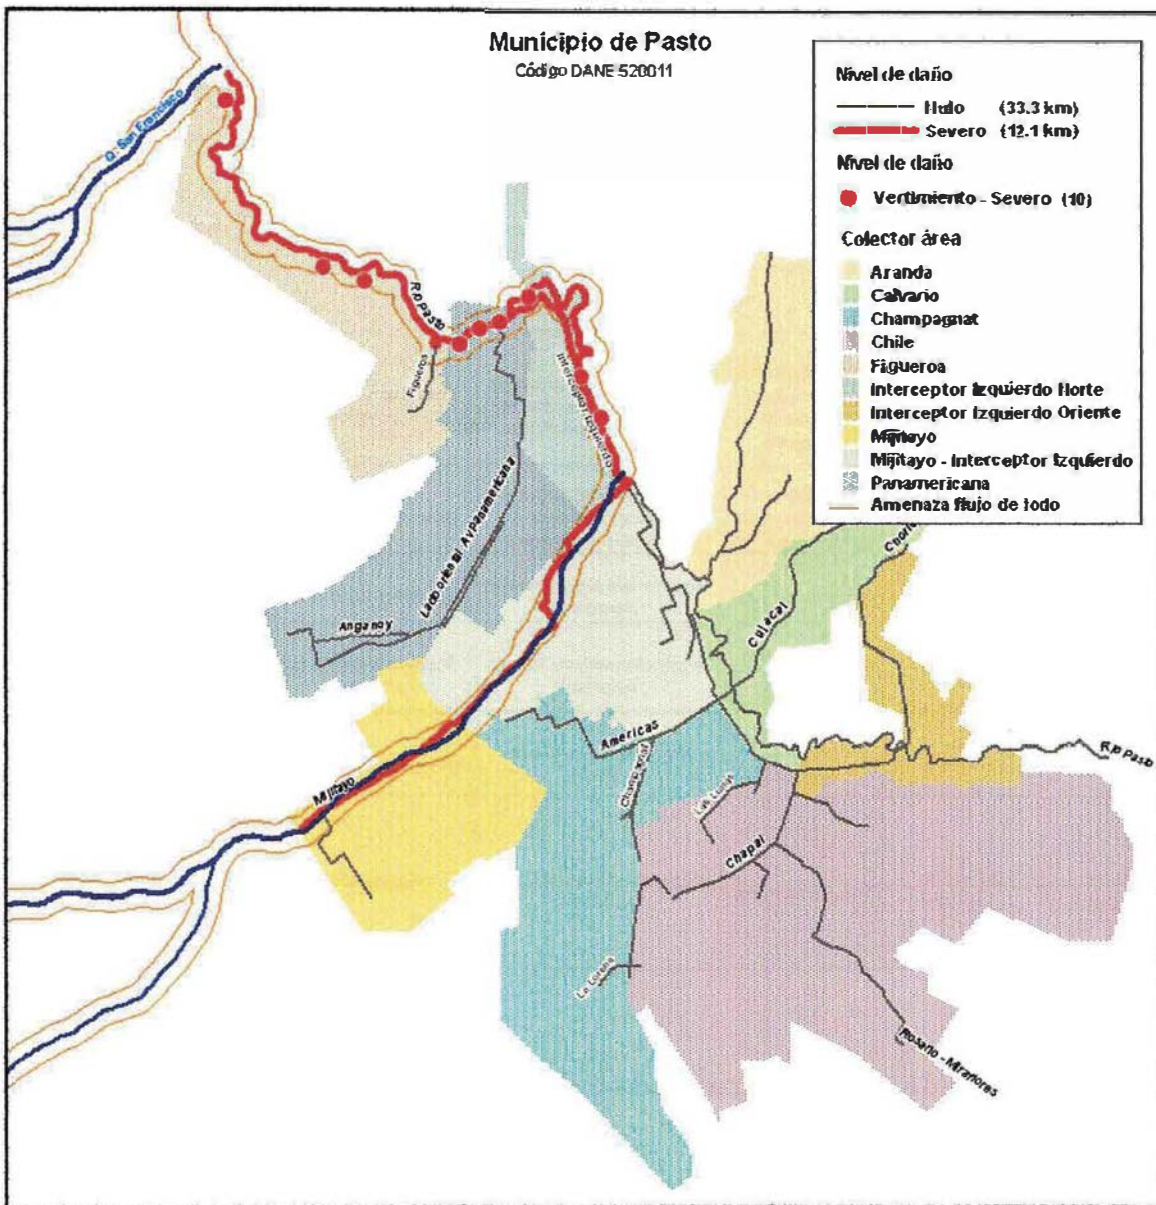 Municipio de Pasto
Código DANE 520011
Nivel de daño
Nulo (33.3 km)
Severo (12.1 km)
Nivel de daño
Vertimiento - Severo (10)
Colector área
Aranda
Calvario
Champagnat
Chile
Figueroa
Interceptor Izquierdo Norte
Interceptor Izquierdo Oriente
Mijitayo
Mijitayo - Interceptor Izquierdo
Panamericana
Amenaza flujo de lodo
Q. San Francisco
Río Pasto
Figueroa
Interceptor Izquierdo
Lado oriental Av Panamericana
Anganoy
Culacal
Americas
Río Pasto
Mijitayo
Champagnat
Las Lunas
Chapal
La Lorena
Rosario - Miraflores